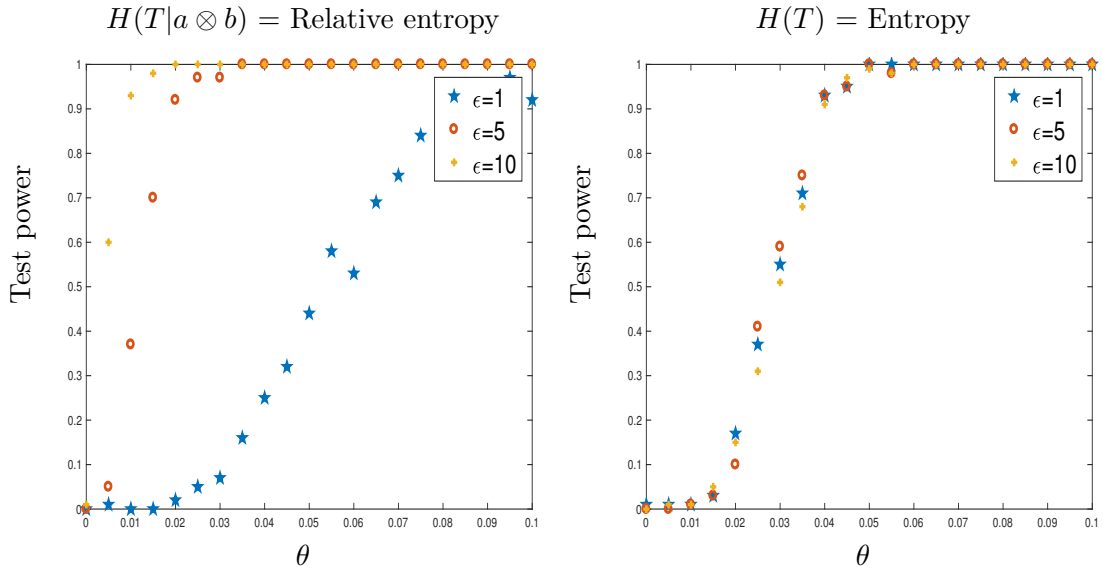 H(T|a ⊗ b) = Relative entropy
Test power
1
0.9
0.8
0.7
0.6
0.5
0.4
0.3
0.2
0.1
0
0 0.01 0.02 0.03 0.04 0.05 0.06 0.07 0.08 0.09 0.1
θ
ϵ=1
ϵ=5
ϵ=10
H(T) = Entropy
Test power
1
0.9
0.8
0.7
0.6
0.5
0.4
0.3
0.2
0.1
0
0 0.01 0.02 0.03 0.04 0.05 0.06 0.07 0.08 0.09 0.1
θ
ϵ=1
ϵ=5
ϵ=10